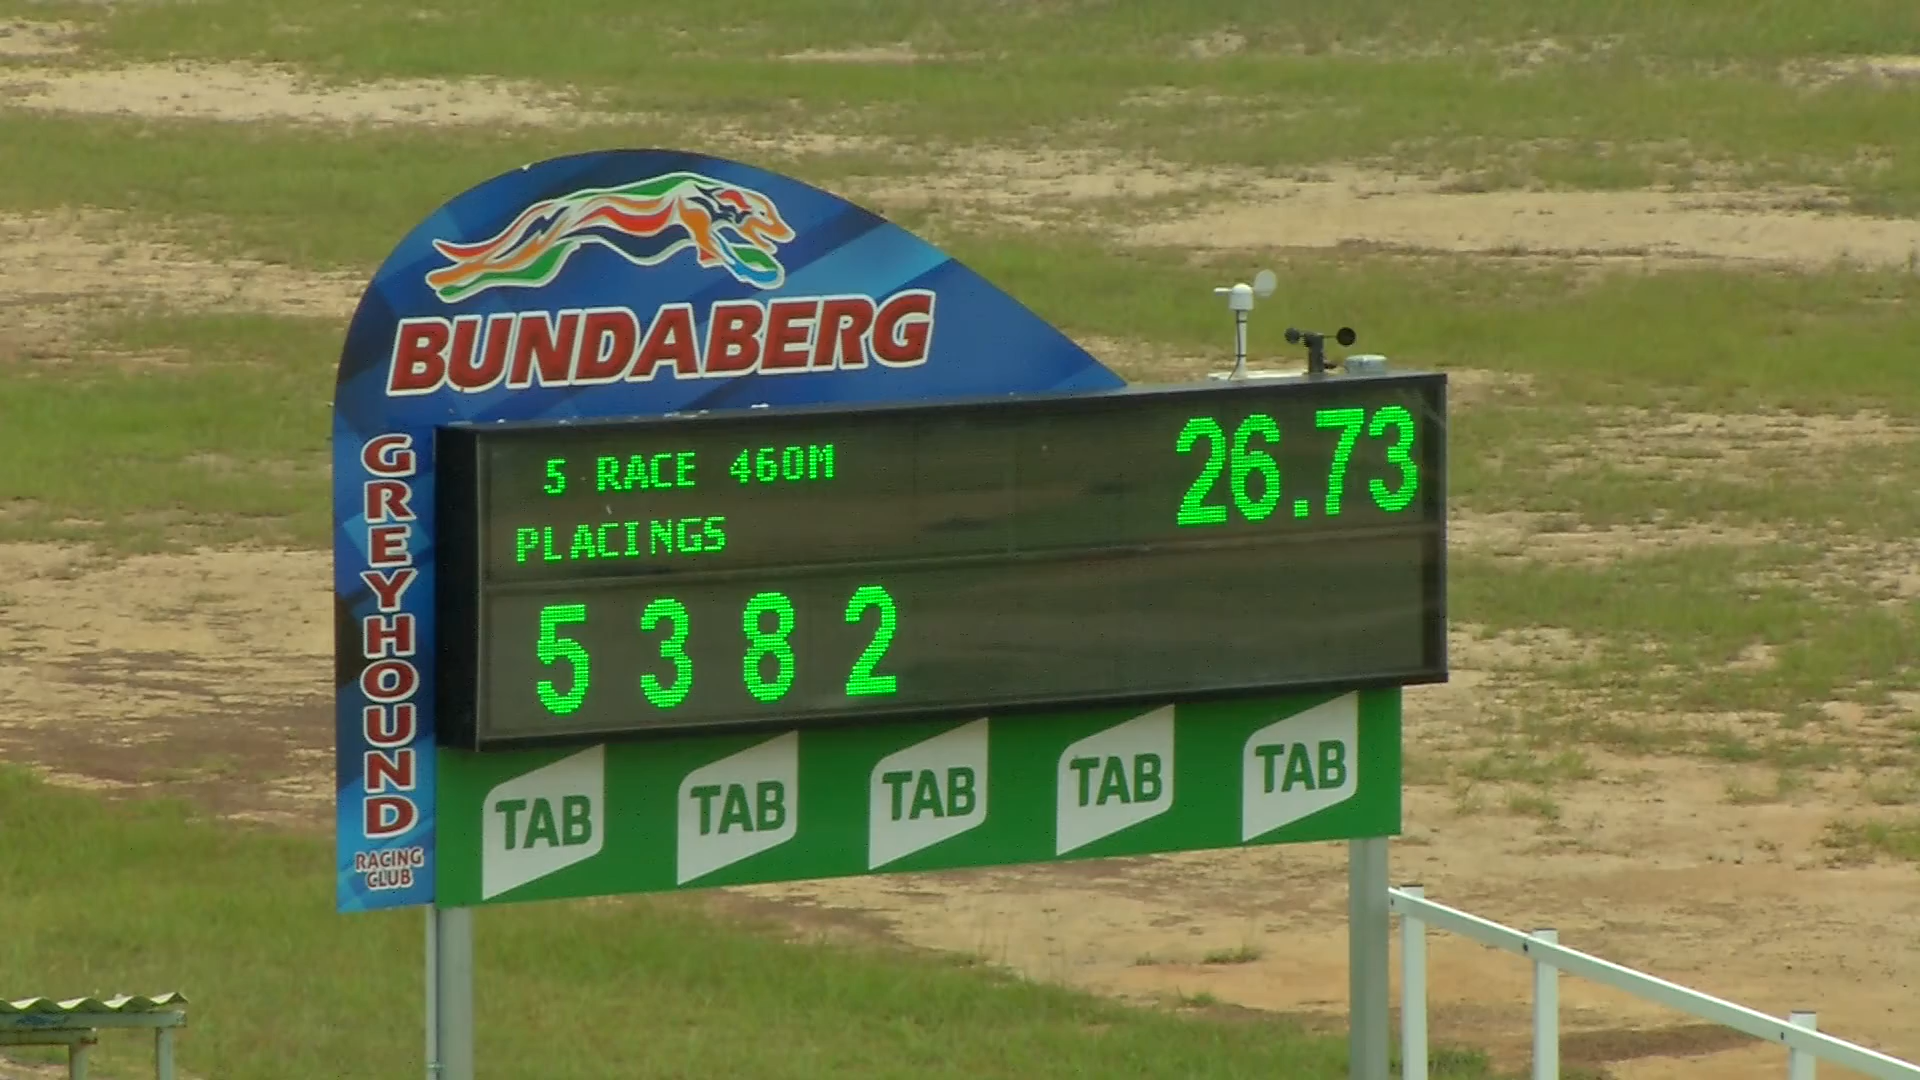 BUNDABERG
GREYHOUND
RACING
CLUB
5 RACE 460M
26.73
PLACINGS
5 3 8 2
TAB TAB TAB TAB TAB